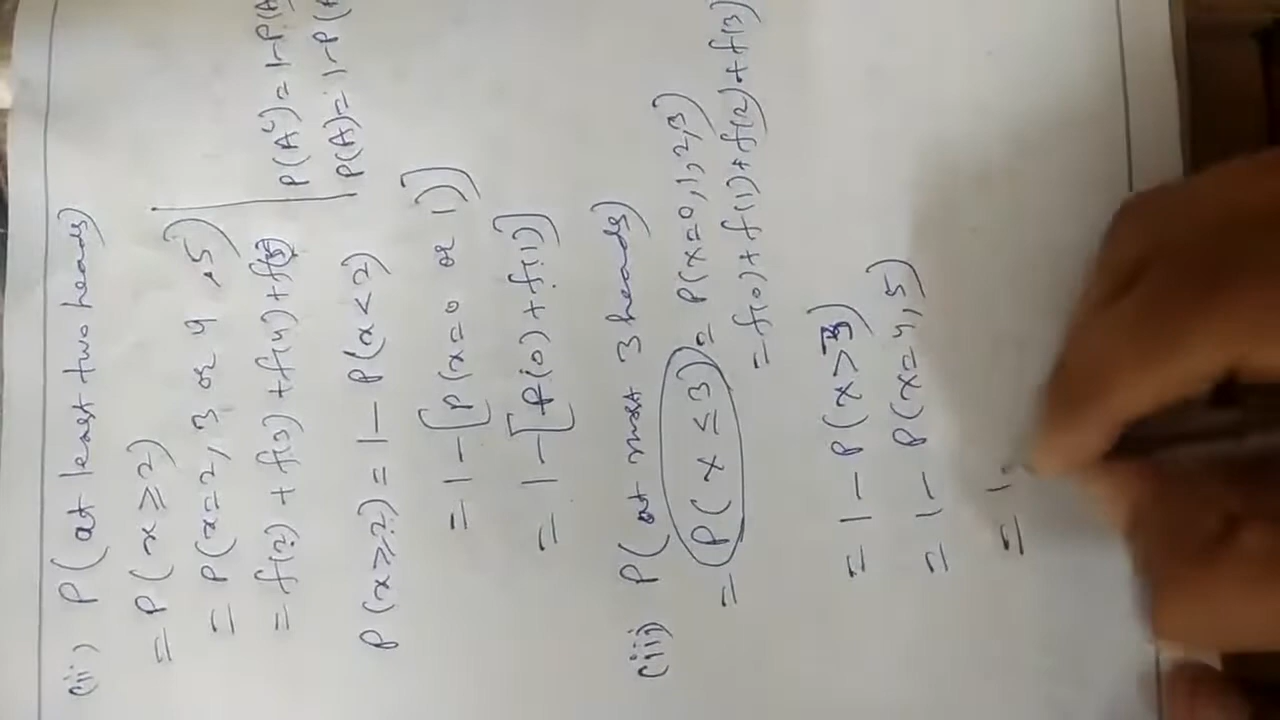 (ii) P(at least two heads)
= P(x ≥ 2)
= P(x = 2, 3 or 4, 5)
= f(2) + f(3) + f(4) + f(5)
P(A^c) = 1 - P(A
P(A) = 1 - P(A
P(x ≥ 2) = 1 - P(x < 2)
= 1 - [P(x = 0 or 1)]
= 1 - [f(0) + f(1)]
(iii) P(at most 3 heads)
= P(x ≤ 3) = P(x = 0, 1, 2, 3)
= f(0) + f(1) + f(2) + f(3)
= 1 - P(x > 3)
= 1 - P(x = 4, 5)
= 1